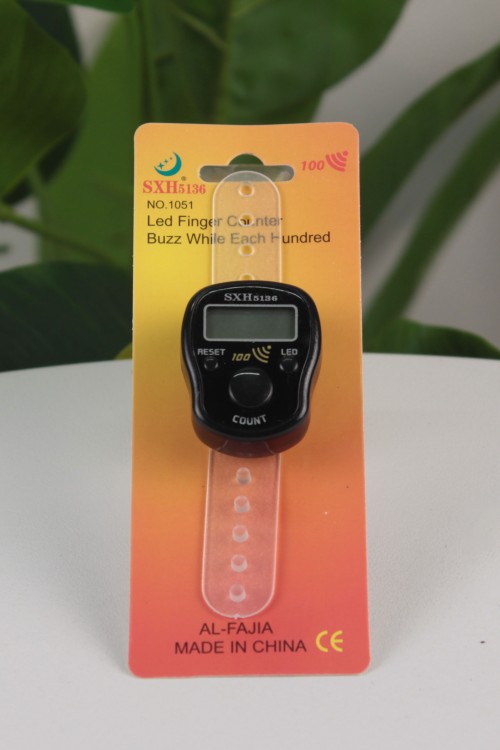 SXH5136®
100
NO.1051
Led Finger Counter
Buzz While Each Hundred
SXH5136
RESET 100 LED
COUNT
AL-FAJIA
MADE IN CHINA CE